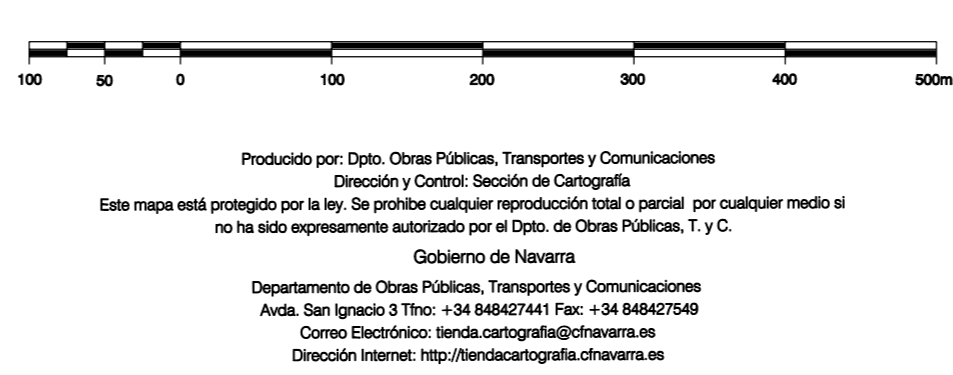 100 50 0 100 200 300 400 500m
Producido por: Dpto. Obras Públicas, Transportes y Comunicaciones
Dirección y Control: Sección de Cartografía
Este mapa está protegido por la ley. Se prohibe cualquier reproducción total o parcial por cualquier medio si
no ha sido expresamente autorizado por el Dpto. de Obras Públicas, T. y C.
Gobierno de Navarra
Departamento de Obras Públicas, Transportes y Comunicaciones
Avda. San Ignacio 3 Tfno: +34 848427441 Fax: +34 848427549
Correo Electrónico: tienda.cartografia@cfnavarra.es
Dirección Internet: http://tiendacartografia.cfnavarra.es